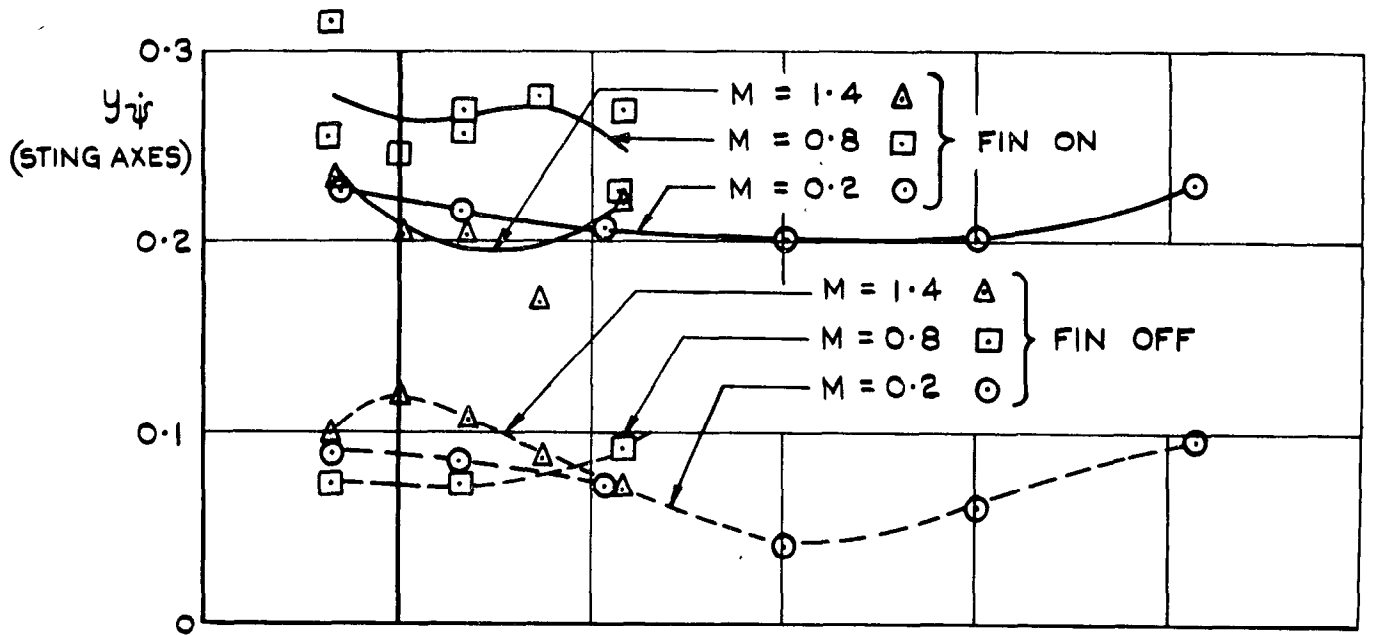 0·3
yψ̇
(STING AXES)
M = 1·4
M = 0·8
M = 0·2
FIN ON
0·2
M = 1·4
M = 0·8
M = 0·2
FIN OFF
0·1
0